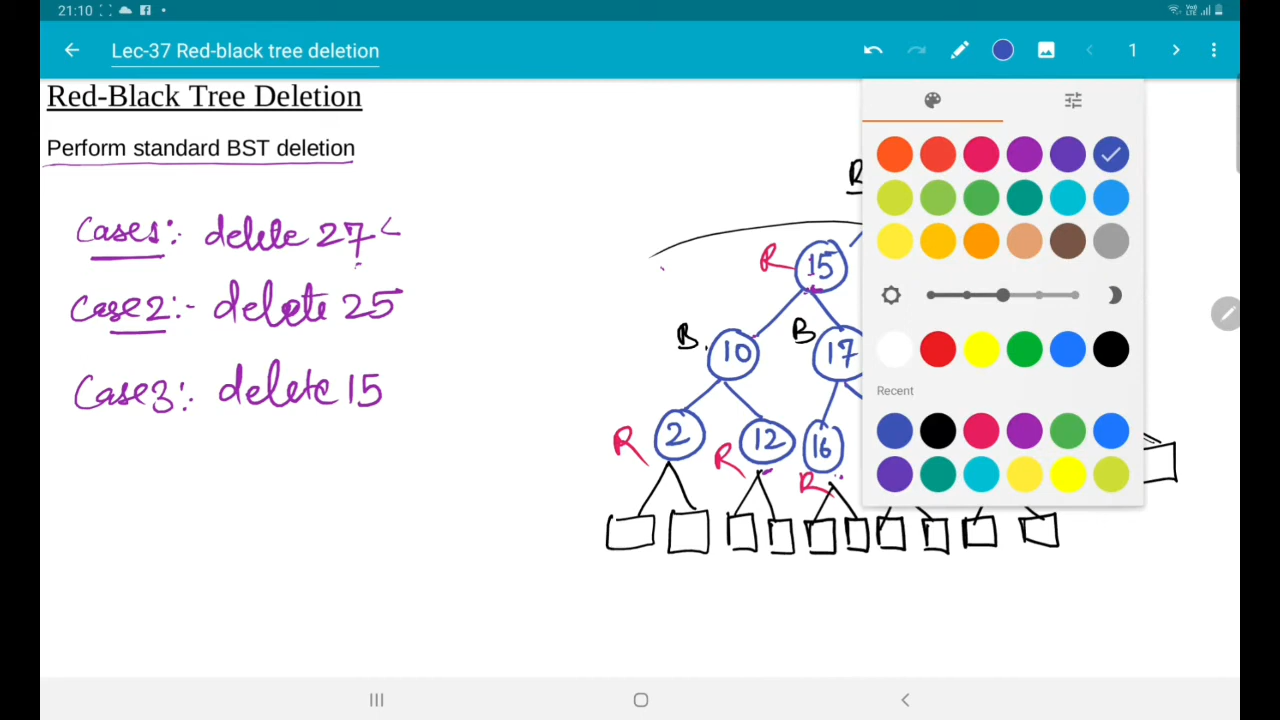 21:10
Lec-37 Red-black tree deletion
1
Red-Black Tree Deletion
Perform standard BST deletion
Cases:- delete 27
Case2:- delete 25
Case3:- delete 15
R 15
B. 10 B 17
R 2 R 12 R 16
Recent